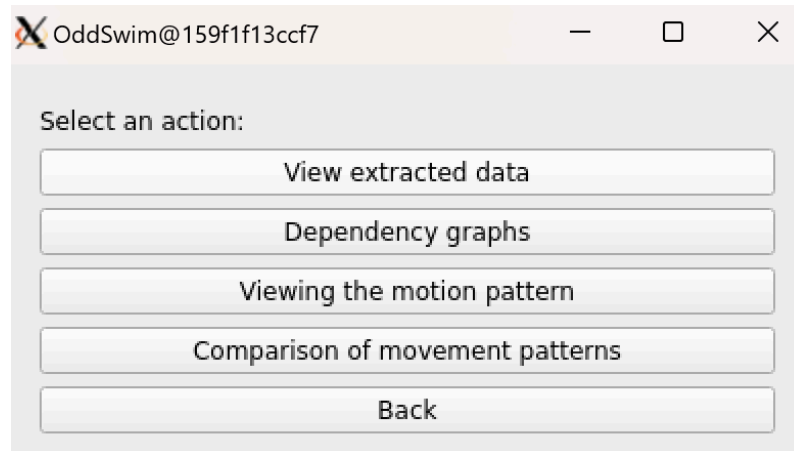 OddSwim@159f1f13ccf7
Select an action:
View extracted data
Dependency graphs
Viewing the motion pattern
Comparison of movement patterns
Back